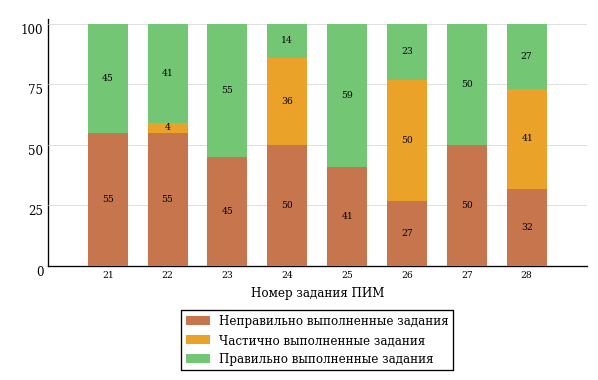 100
75
50
25
0
45 41 55 14 59 23 50 27
4 36 50 41
55 55 45 50 41 27 50 32
21 22 23 24 25 26 27 28
Номер задания ПИМ
Неправильно выполненные задания
Частично выполненные задания
Правильно выполненные задания